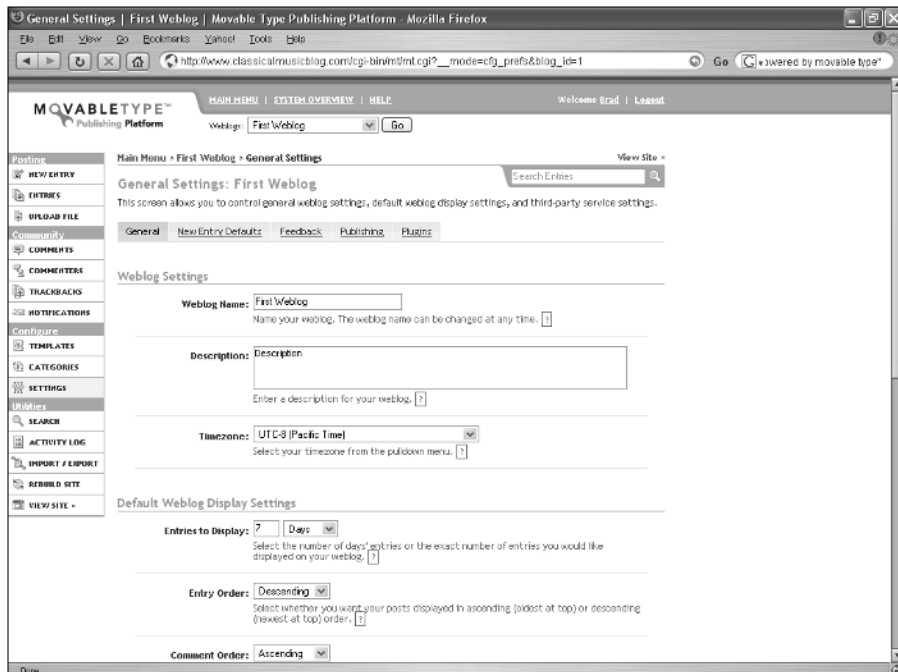 General Settings | First Weblog | Movable Type Publishing Platform - Mozilla Firefox
File Edit View Go Bookmarks Yahoo! Tools Help
http://www.classicalmusicblog.com/cgi-bin/mt/mt.cgi?__mode=cfg_prefs&blog_id=1
Go
powered by movable type"
MOVABLETYPE™
Publishing Platform
MAIN MENU | SYSTEM OVERVIEW | HELP
Welcome Brad | Logout
Weblogs: First Weblog Go
Posting
NEW ENTRY
ENTRIES
UPLOAD FILE
Community
COMMENTS
COMMENTERS
TRACKBACKS
NOTIFICATIONS
Configure
TEMPLATES
CATEGORIES
SETTINGS
Utilities
SEARCH
ACTIVITY LOG
IMPORT / EXPORT
REBUILD SITE
VIEW SITE »
Main Menu > First Weblog > General Settings
View Site »
General Settings: First Weblog
Search Entries
This screen allows you to control general weblog settings, default weblog display settings, and third-party service settings.
General New Entry Defaults Feedback Publishing Plugins
Weblog Settings
Weblog Name: First Weblog
Name your weblog. The weblog name can be changed at any time. ?
Description: Description
Enter a description for your weblog. ?
Timezone: UTC-8 (Pacific Time)
Select your timezone from the pulldown menu. ?
Default Weblog Display Settings
Entries to Display: 7 Days
Select the number of days' entries or the exact number of entries you would like
displayed on your weblog. ?
Entry Order: Descending
Select whether you want your posts displayed in ascending (oldest at top) or descending
(newest at top) order. ?
Comment Order: Ascending
Done